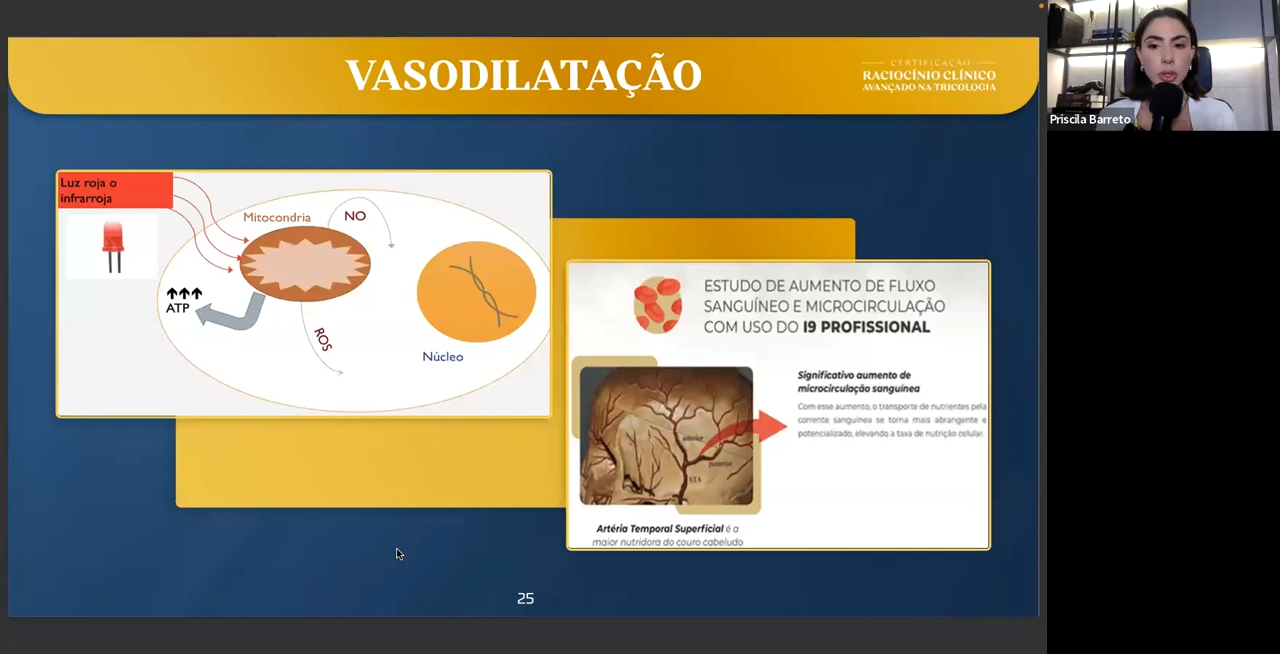 VASODILATAÇÃO
CERTIFICAÇÃO
RACIOCÍNIO CLÍNICO
AVANÇADO NA TRICOLOGIA
Priscila Barreto
Luz roja o
infrarroja
Mitocondria
NO
ATP
ROS
Núcleo
ESTUDO DE AUMENTO DE FLUXO
SANGUÍNEO E MICROCIRCULAÇÃO
COM USO DO I9 PROFISSIONAL
Significativo aumento de
microcirculação sanguínea
Com esse aumento, o transporte de nutrientes pela
corrente sanguínea se torna mais abrangente e
potencializado, elevando a taxa de nutrição celular.
anterior
posterior
STA
Artéria Temporal Superficial é a
maior nutridora do couro cabeludo
25